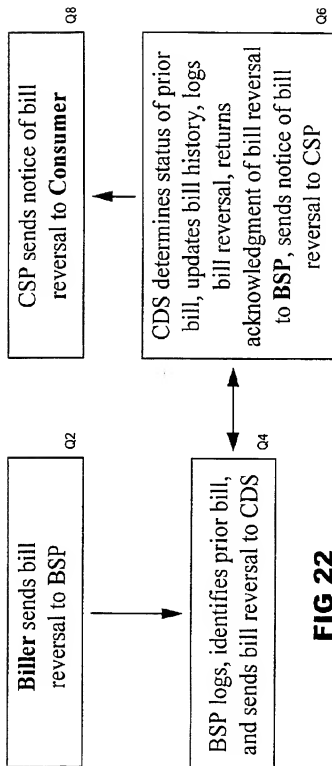 Biller sends bill
reversal to BSP
Q2
BSP logs, identifies prior bill,
and sends bill reversal to CDS
Q4
CDS determines status of prior
bill, updates bill history, logs
bill reversal, returns
acknowledgment of bill reversal
to BSP, sends notice of bill
reversal to CSP
Q6
CSP sends notice of bill
reversal to Consumer
Q8
FIG 22